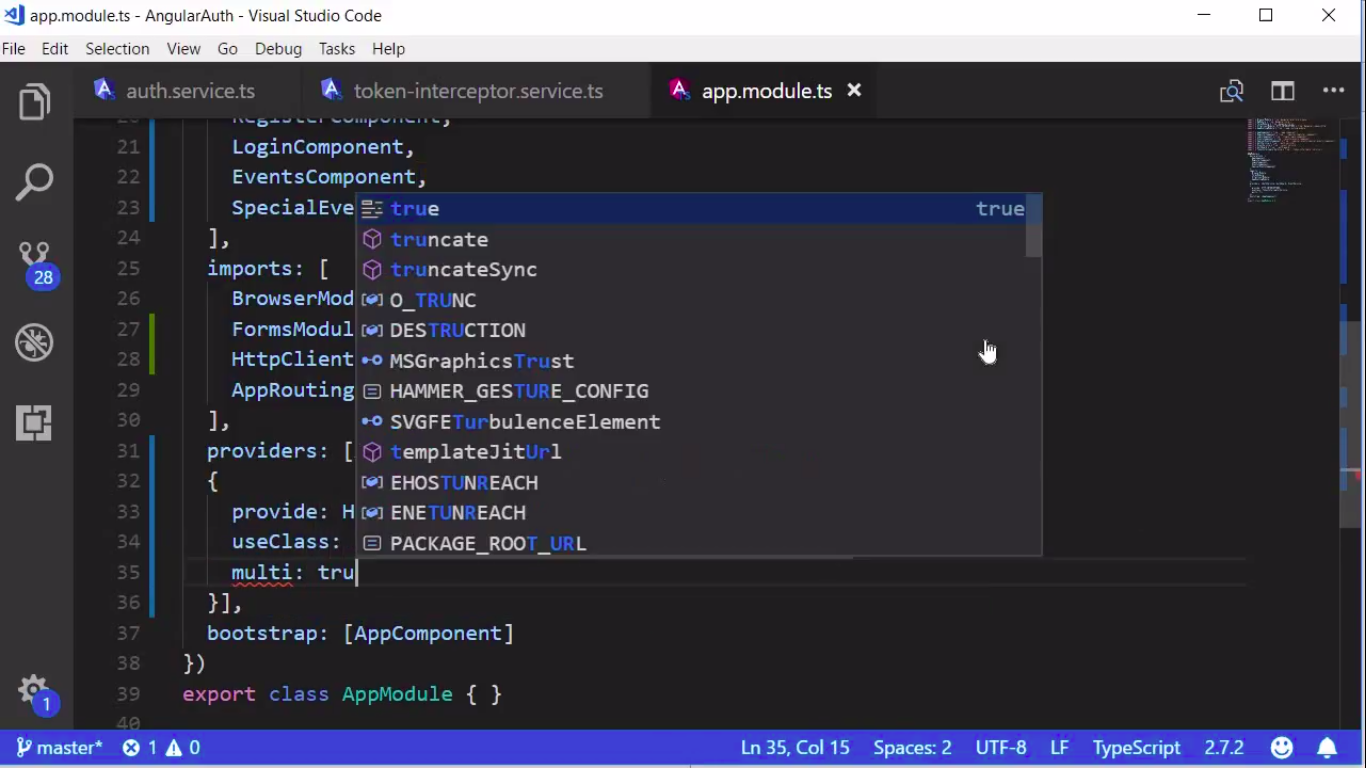 app.module.ts - AngularAuth - Visual Studio Code
File Edit Selection View Go Debug Tasks Help
auth.service.ts token-interceptor.service.ts app.module.ts
20 RegisterComponent,
21 LoginComponent,
22 EventsComponent,
23 SpecialEve
24 ],
25 imports: [
26 BrowserMod
27 FormsModul
28 HttpClient
29 AppRouting
30 ],
31 providers: [
32 {
33 provide: H
34 useClass:
35 multi: tru
36 }],
37 bootstrap: [AppComponent]
38 })
39 export class AppModule { }
40
true true
truncate
truncateSync
O_TRUNC
DESTRUCTION
MSGraphicsTrust
HAMMER_GESTURE_CONFIG
SVGFETurbulenceElement
templateJitUrl
EHOSTUNREACH
ENETUNREACH
PACKAGE_ROOT_URL
28
1
master* 1 0 Ln 35, Col 15 Spaces: 2 UTF-8 LF TypeScript 2.7.2